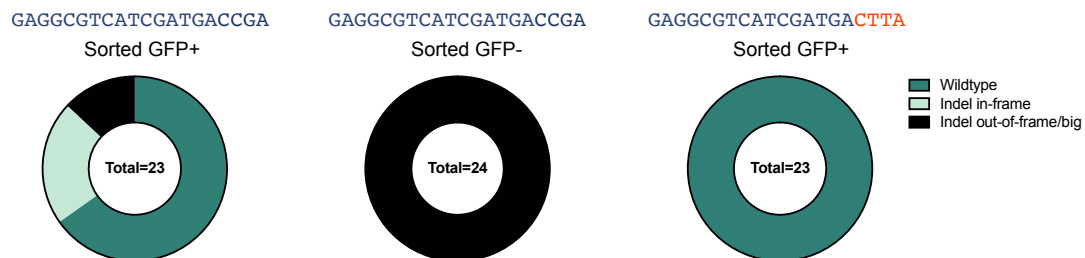 GAGGCGTCATCGATGACCGA
Sorted GFP+
Total=23
GAGGCGTCATCGATGACCGA
Sorted GFP-
Total=24
GAGGCGTCATCGATGACTTA
Sorted GFP+
Total=23
Wildtype
Indel in-frame
Indel out-of-frame/big